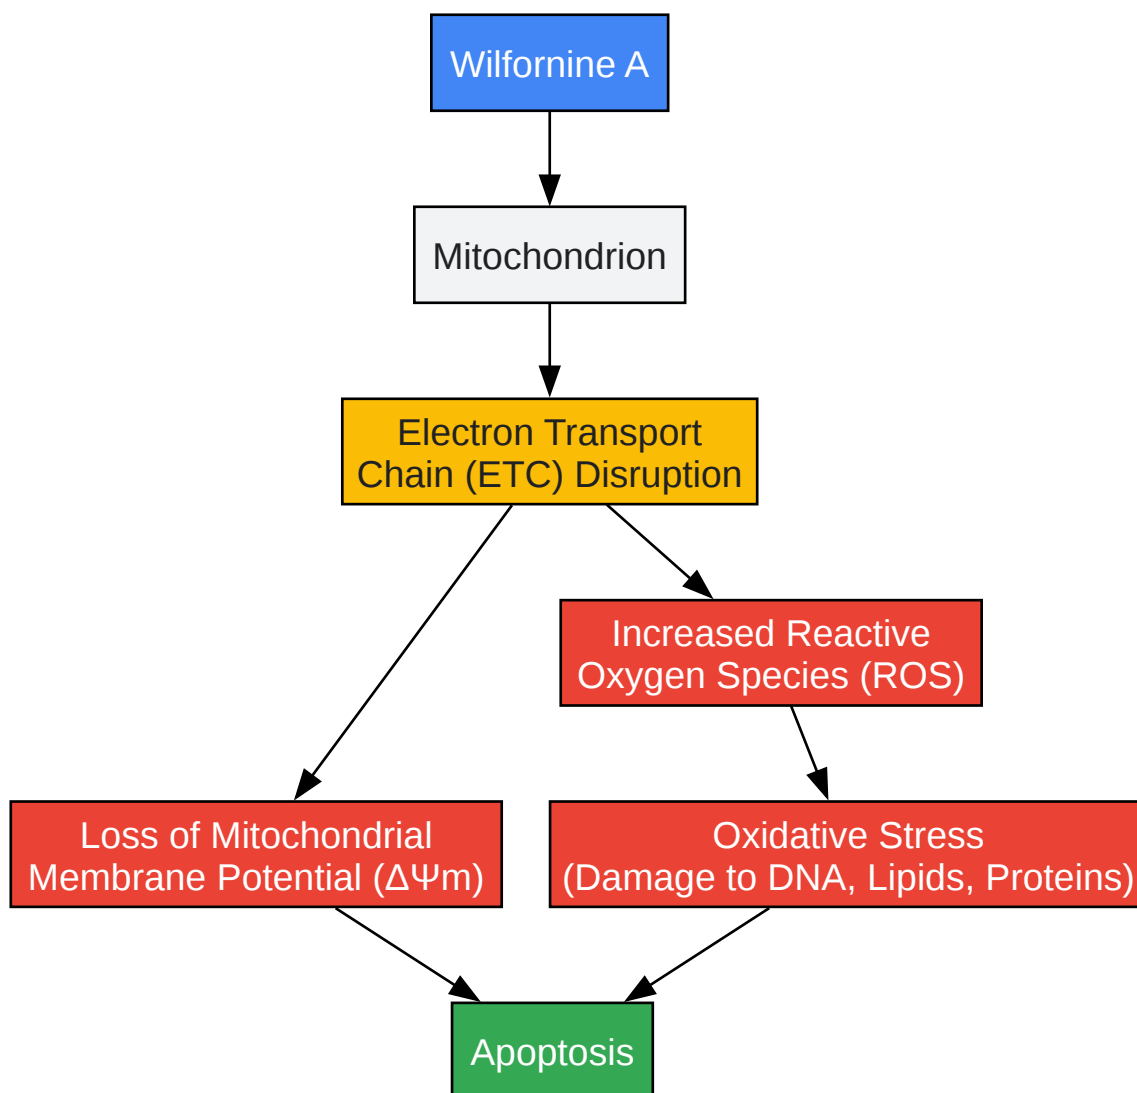 Wilfornine A
Mitochondrion
Electron Transport
Chain (ETC) Disruption
Increased Reactive
Oxygen Species (ROS)
Loss of Mitochondrial
Membrane Potential (ΔΨm)
Oxidative Stress
(Damage to DNA, Lipids, Proteins)
Apoptosis